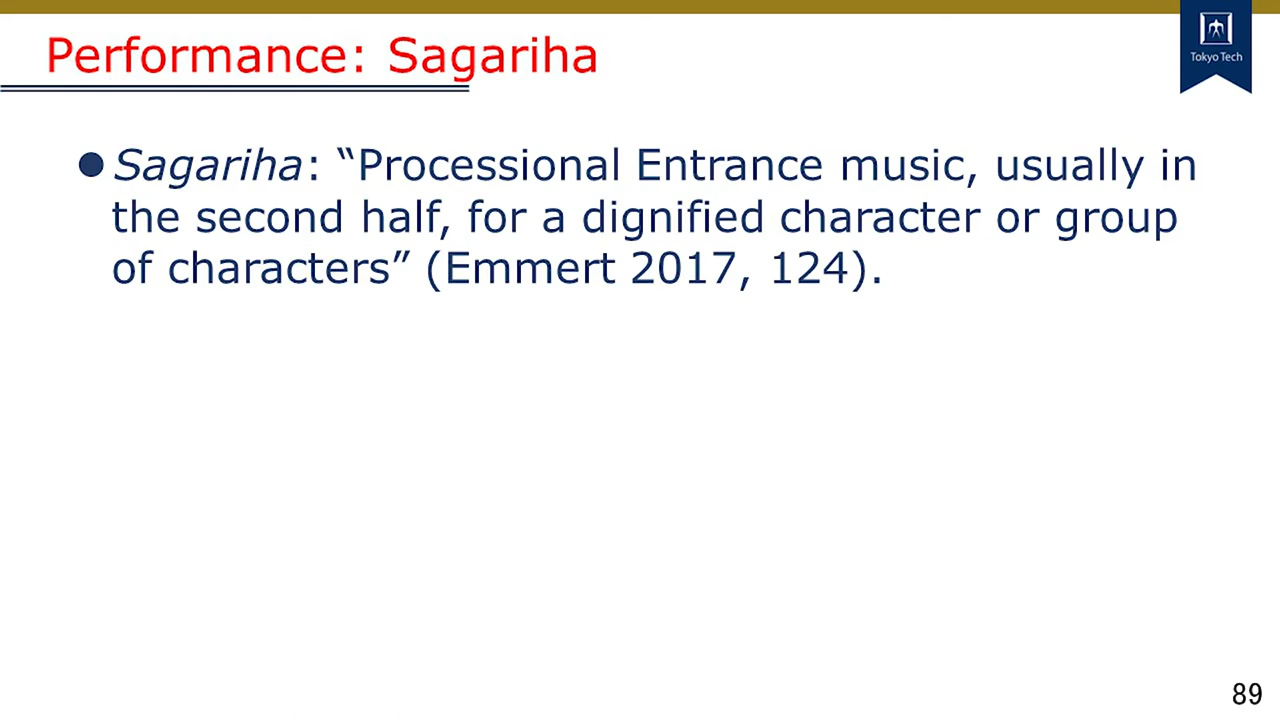 Performance: Sagariha
Tokyo Tech
●Sagariha: “Processional Entrance music, usually in
the second half, for a dignified character or group
of characters” (Emmert 2017, 124).
89